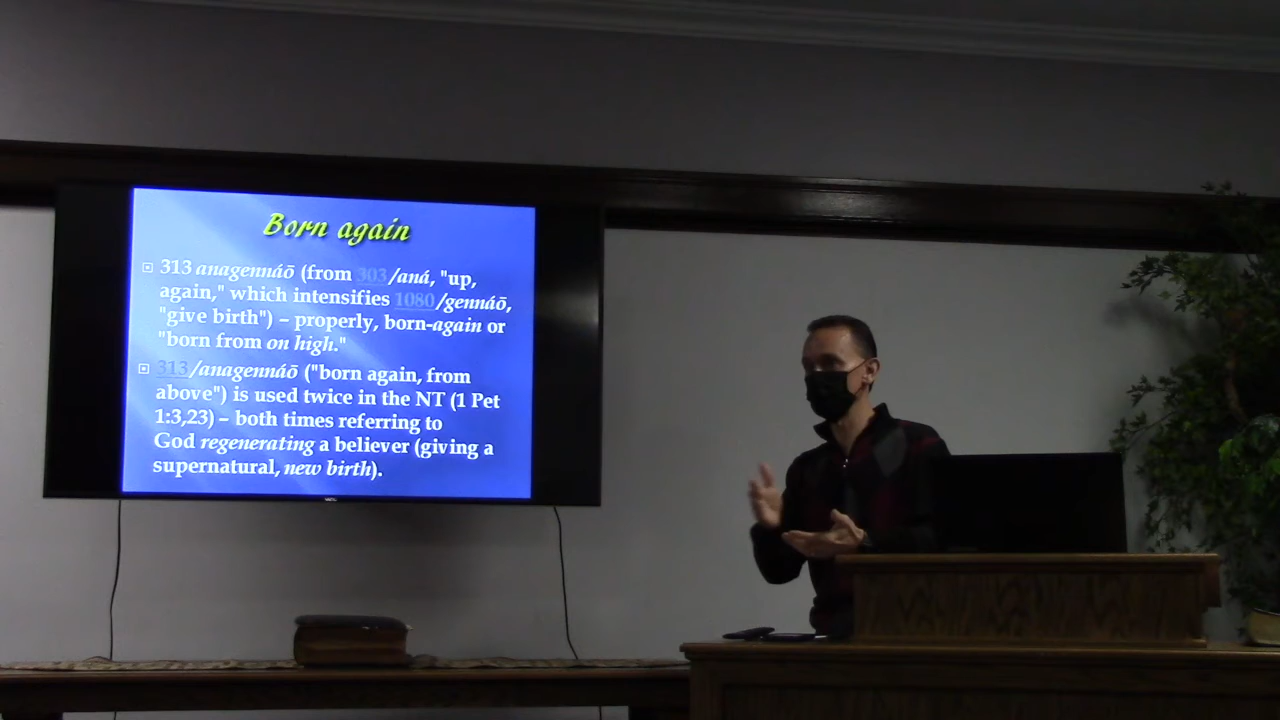 Born again
313 anagennáō (from 303/aná, "up,
again," which intensifies 1080/gennáō,
"give birth") – properly, born-again or
"born from on high."
313/anagennáō ("born again, from
above") is used twice in the NT (1 Pet
1:3,23) – both times referring to
God regenerating a believer (giving a
supernatural, new birth).